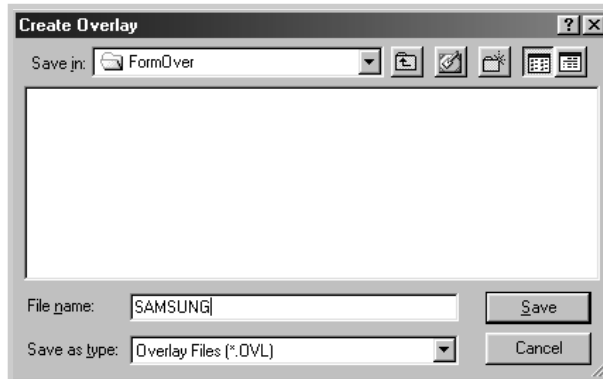 Create Overlay
Save in: FormOver
File name: SAMSUNG
Save
Save as type: Overlay Files (*.OVL)
Cancel